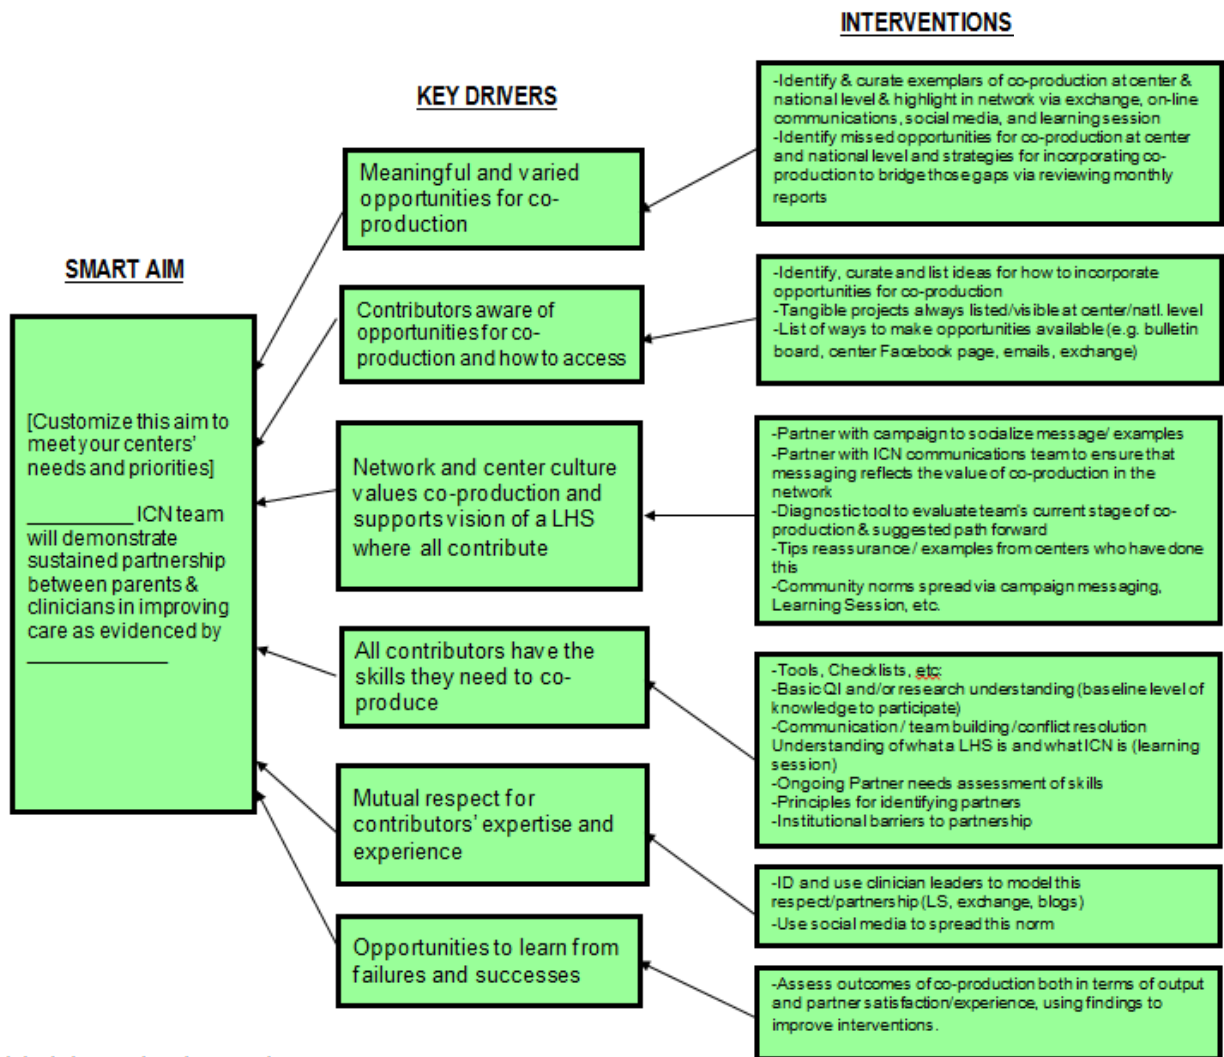 INTERVENTIONS
KEY DRIVERS
SMART AIM
[Customize this aim to
meet your centers'
needs and priorities]
__________ ICN team
will demonstrate
sustained partnership
between parents &
clinicians in improving
care as evidenced by
_____________
Meaningful and varied
opportunities for co-
production
Contributors aware of
opportunities for co-
production and how to access
Network and center culture
values co-production and
supports vision of a LHS
where all contribute
All contributors have the
skills they need to co-
produce
Mutual respect for
contributors' expertise and
experience
Opportunities to learn from
failures and successes
-Identify & curate exemplars of co-production at center &
national level & highlight in network via exchange, on-line
communications, social media, and learning session
-Identify missed opportunities for co-production at center
and national level and strategies for incorporating co-
production to bridge those gaps via reviewing monthly
reports
-Identify, curate and list ideas for how to incorporate
opportunities for co-production
-Tangible projects always listed/visible at center/natl. level
-List of ways to make opportunities available (e.g. bulletin
board, center Facebook page, emails, exchange)
-Partner with campaign to socialize message/ examples
-Partner with ICN communications team to ensure that
messaging reflects the value of co-production in the
network
-Diagnostic tool to evaluate team's current stage of co-
production & suggested path forward
-Tips reassurance / examples from centers who have done
this
-Community norms spread via campaign messaging,
Learning Session, etc.
-Tools, Checklists, etc:
-Basic QI and/or research understanding (baseline level of
knowledge to participate)
-Communication / team building /conflict resolution
Understanding of what a LHS is and what ICN is (learning
session)
-Ongoing Partner needs assessment of skills
-Principles for identifying partners
-Institutional barriers to partnership
-ID and use clinician leaders to model this
respect/partnership (LS, exchange, blogs)
-Use social media to spread this norm
-Assess outcomes of co-production both in terms of output
and partner satisfaction/experience, using findings to
improve interventions.